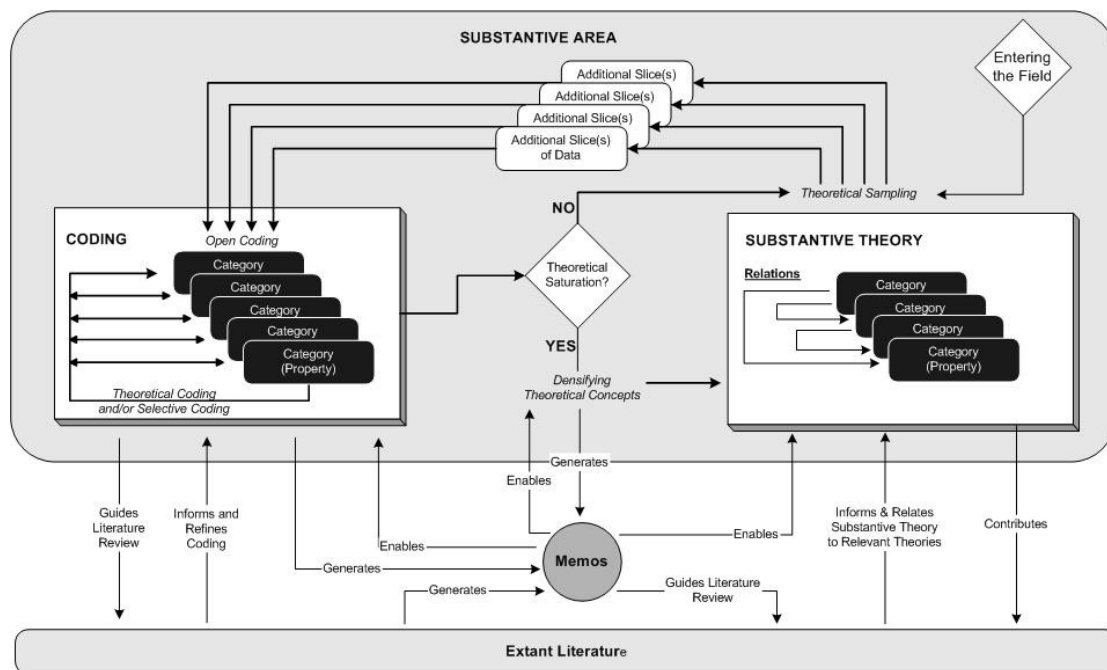 SUBSTANTIVE AREA
Entering
the Field
Additional Slice(s)
Additional Slice(s)
Additional Slice(s)
Additional Slice(s)
of Data
Theoretical Sampling
NO
CODING
Open Coding
Category
Category
Category
Category
Category
(Property)
Theoretical Coding
and/or Selective Coding
Theoretical
Saturation?
YES
Densifying
Theoretical Concepts
SUBSTANTIVE THEORY
Relations
Category
Category
Category
Category
(Property)
Generates
Enables
Guides
Literature
Review
Informs and
Refines
Coding
Enables
Generates
Generates
Memos
Enables
Guides Literature
Review
Informs & Relates
Substantive Theory
to Relevant Theories
Contributes
Extant Literature